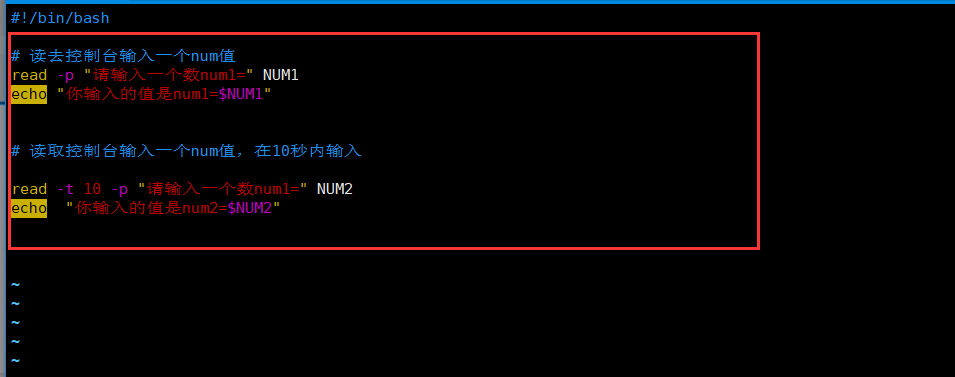 #!/bin/bash
# 读去控制台输入一个num值
read -p "请输入一个数num1=" NUM1
echo "你输入的值是num1=$NUM1"
# 读取控制台输入一个num值，在10秒内输入
read -t 10 -p "请输入一个数num1=" NUM2
echo  "你输入的值是num2=$NUM2"
~
~
~
~
~